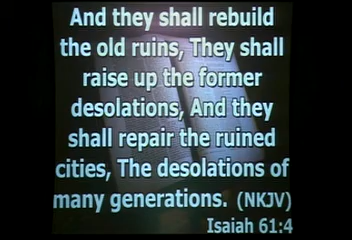 And they shall rebuild
the old ruins, They shall
raise up the former
desolations, And they
shall repair the ruined
cities, The desolations of
many generations. (NKJV)
Isaiah 61:4